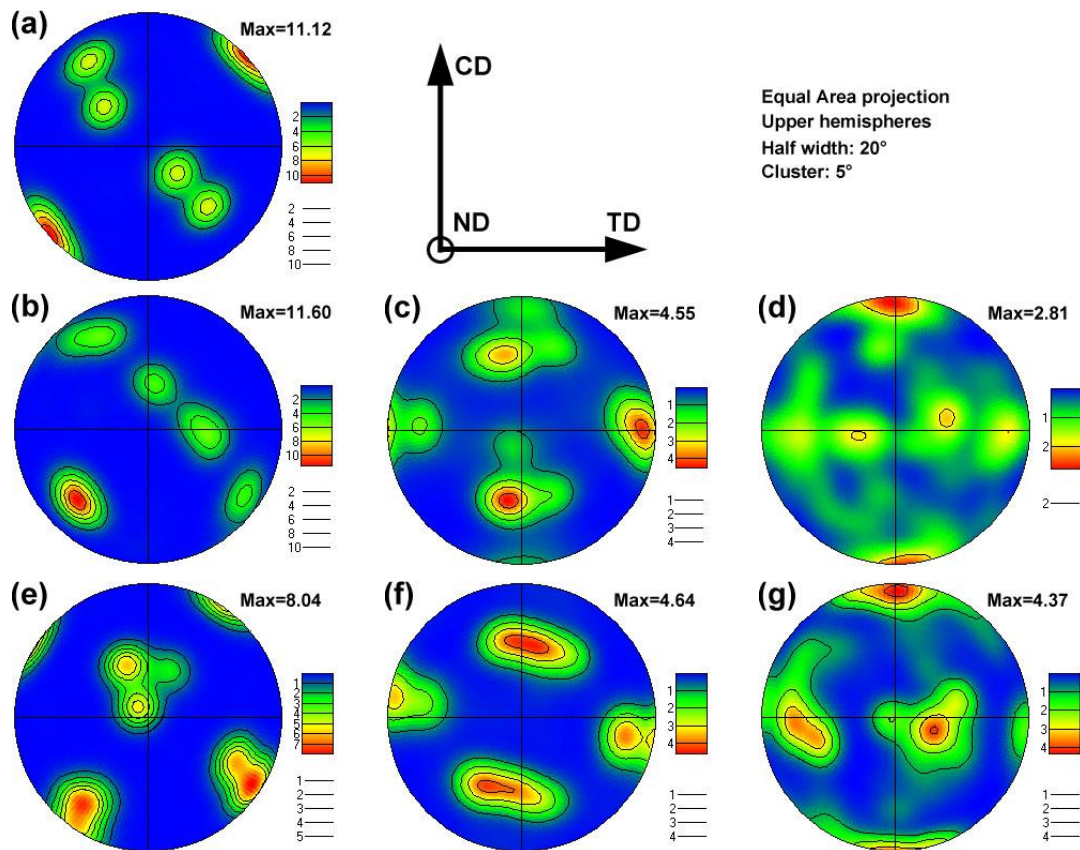 (a)
Max=11.12
2
4
6
8
10
2
4
6
8
10
CD
ND
TD
Equal Area projection
Upper hemispheres
Half width: 20°
Cluster: 5°
(b)
Max=11.60
2
4
6
8
10
2
4
6
8
10
(c)
Max=4.55
1
2
3
4
1
2
3
4
(d)
Max=2.81
1
2
2
(e)
Max=8.04
1
2
3
4
5
6
7
1
2
3
4
5
(f)
Max=4.64
1
2
3
4
1
2
3
4
(g)
Max=4.37
1
2
3
4
1
2
3
4